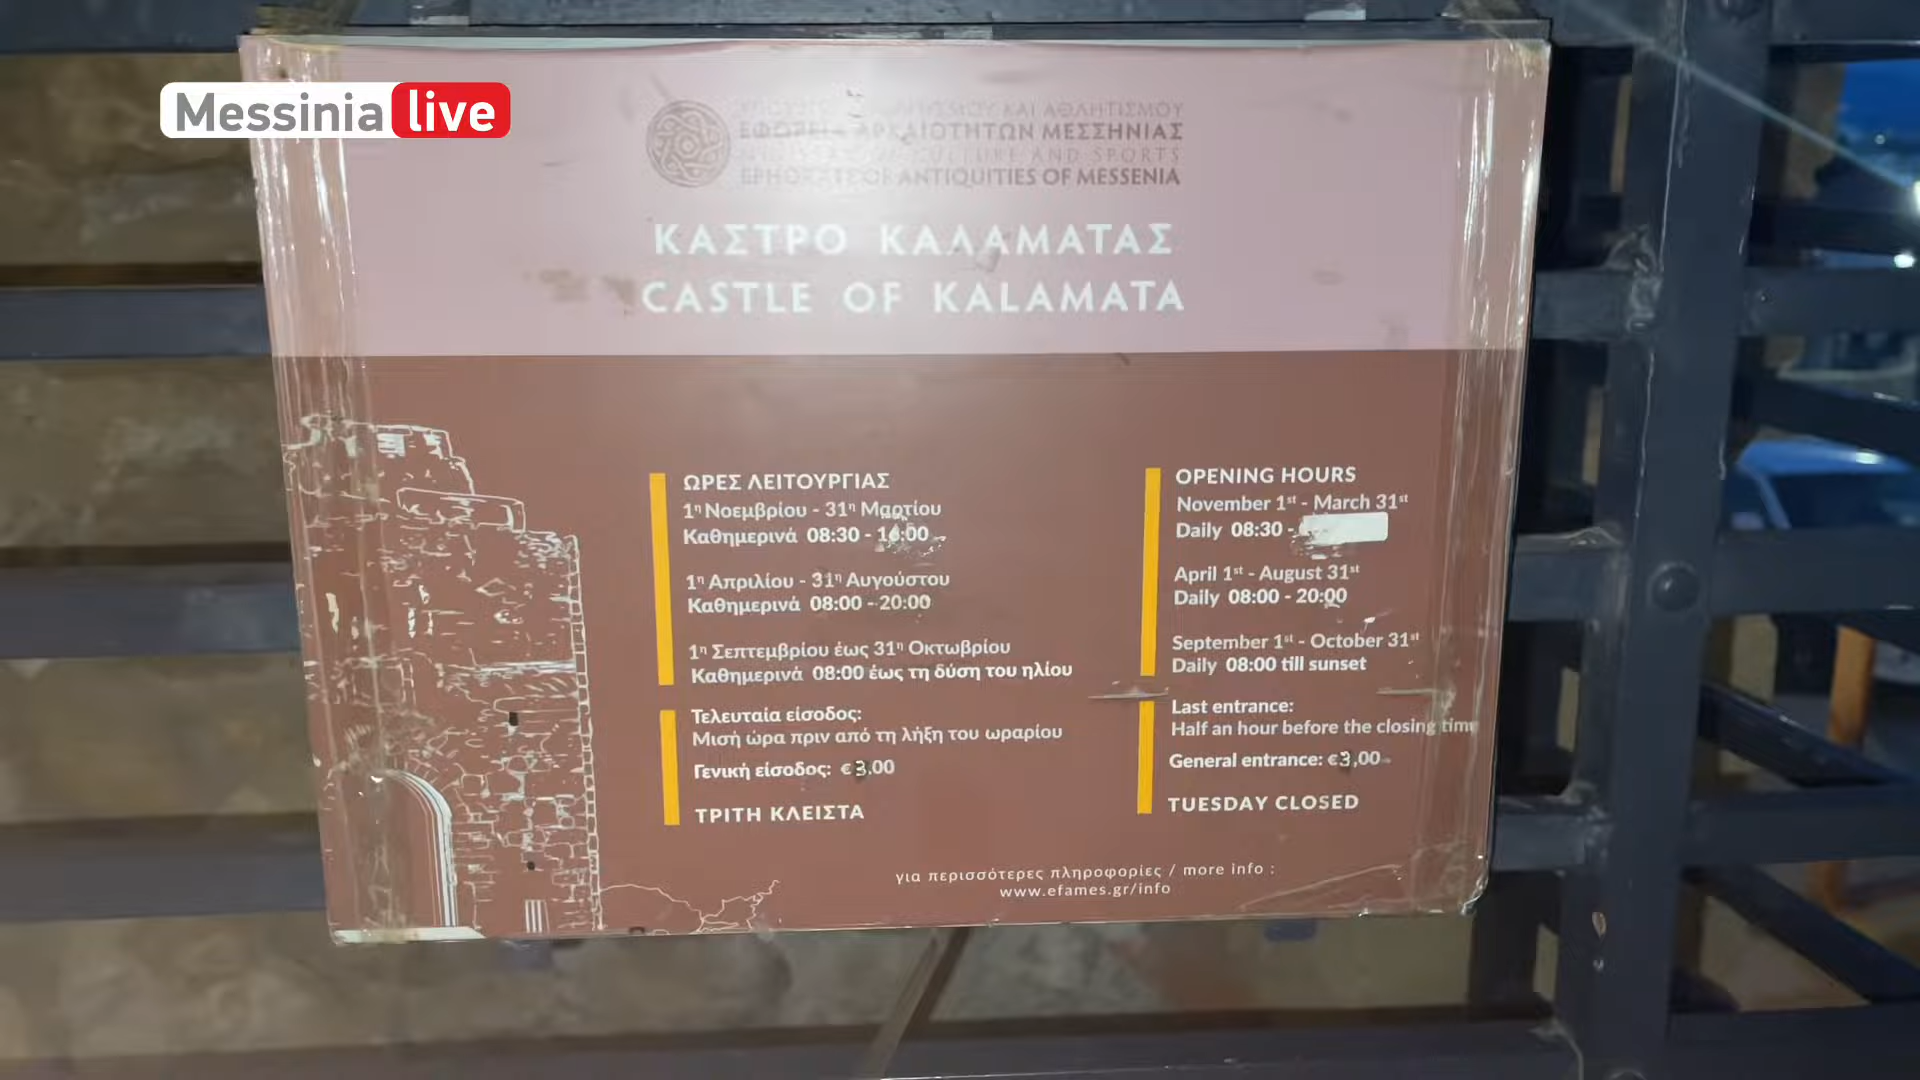 Messinia live
ΚΑΙ ΑΘΛΗΤΙΣΜΟΥ
ΕΦΟΡΕΙΑ ΑΡΧΑΙΟΤΗΤΩΝ ΜΕΣΣΗΝΙΑΣ
CULTURE AND SPORTS
EPHORATE OF ANTIQUITIES OF MESSENIA
ΚΑΣΤΡΟ ΚΑΛΑΜΑΤΑΣ
CASTLE OF KALAMATA
ΩΡΕΣ ΛΕΙΤΟΥΡΓΙΑΣ
1η Νοεμβρίου - 31η Μαρτίου
Καθημερινά 08:30 -
1η Απριλίου - 31η Αυγούστου
Καθημερινά 08:00 - 20:00
1η Σεπτεμβρίου έως 31η Οκτωβρίου
Καθημερινά 08:00 έως τη δύση του ηλίου
Τελευταία είσοδος:
Μισή ώρα πριν από τη λήξη του ωραρίου
Γενική είσοδος: €3.00
ΤΡΙΤΗ ΚΛΕΙΣΤΑ
OPENING HOURS
November 1st - March 31st
Daily 08:30 -
April 1st - August 31st
Daily 08:00 - 20:00
September 1st - October 31st
Daily 08:00 till sunset
Last entrance:
Half an hour before the closing time
General entrance: €3,00
TUESDAY CLOSED
για περισσότερες πληροφορίες / more info :
www.efames.gr/info